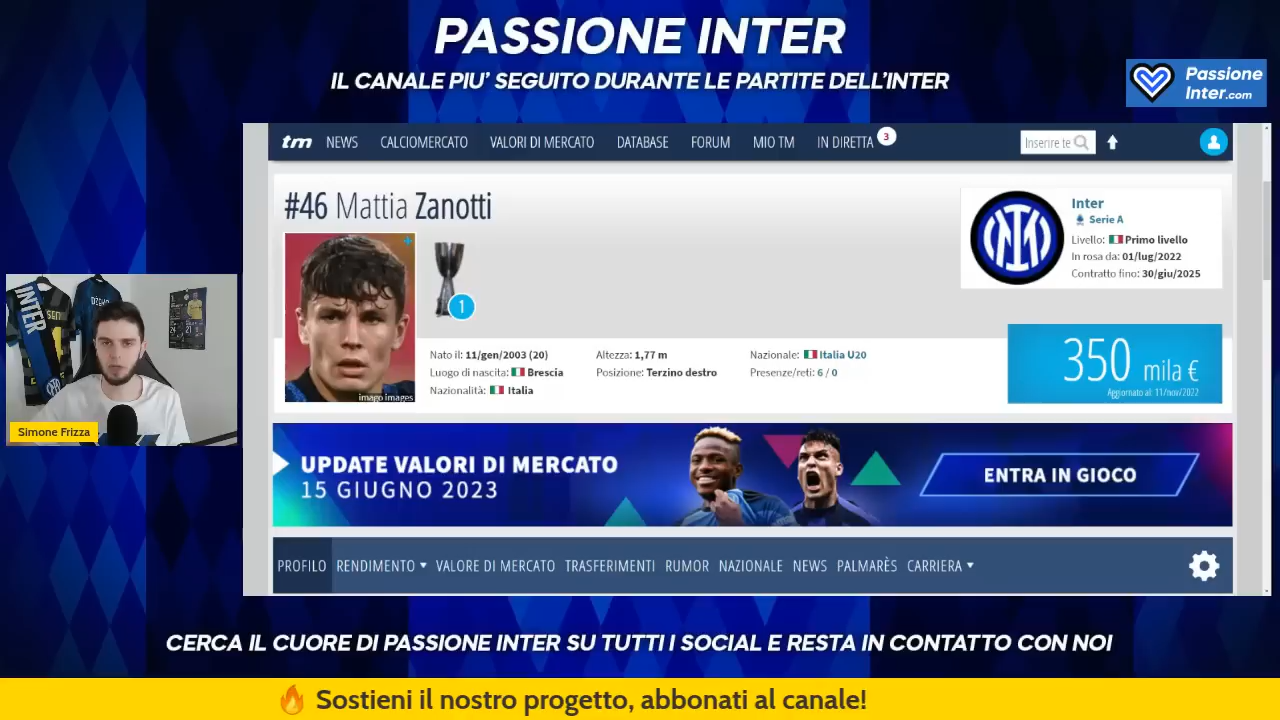 PASSIONE INTER
IL CANALE PIU' SEGUITO DURANTE LE PARTITE DELL'INTER
Passione
Inter.com
tm NEWS CALCIOMERCATO VALORI DI MERCATO DATABASE FORUM MIO TM IN DIRETTA 3 Inserire te
#46 Mattia Zanotti
Inter
Serie A
Livello: Primo livello
In rosa da: 01/lug/2022
Contratto fino: 30/giu/2025
1
imago images
Nato il: 11/gen/2003 (20)
Luogo di nascita: Brescia
Nazionalità: Italia
Altezza: 1,77 m
Posizione: Terzino destro
Nazionale: Italia U20
Presenze/reti: 6 / 0
350 mila €
Aggiornato al: 11/nov/2022
INTER
DZEKO
Simone Frizza
UPDATE VALORI DI MERCATO
15 GIUGNO 2023
ENTRA IN GIOCO
PROFILO RENDIMENTO VALORE DI MERCATO TRASFERIMENTI RUMOR NAZIONALE NEWS PALMARÈS CARRIERA
CERCA IL CUORE DI PASSIONE INTER SU TUTTI I SOCIAL E RESTA IN CONTATTO CON NOI
Sostieni il nostro progetto, abbonati al canale!